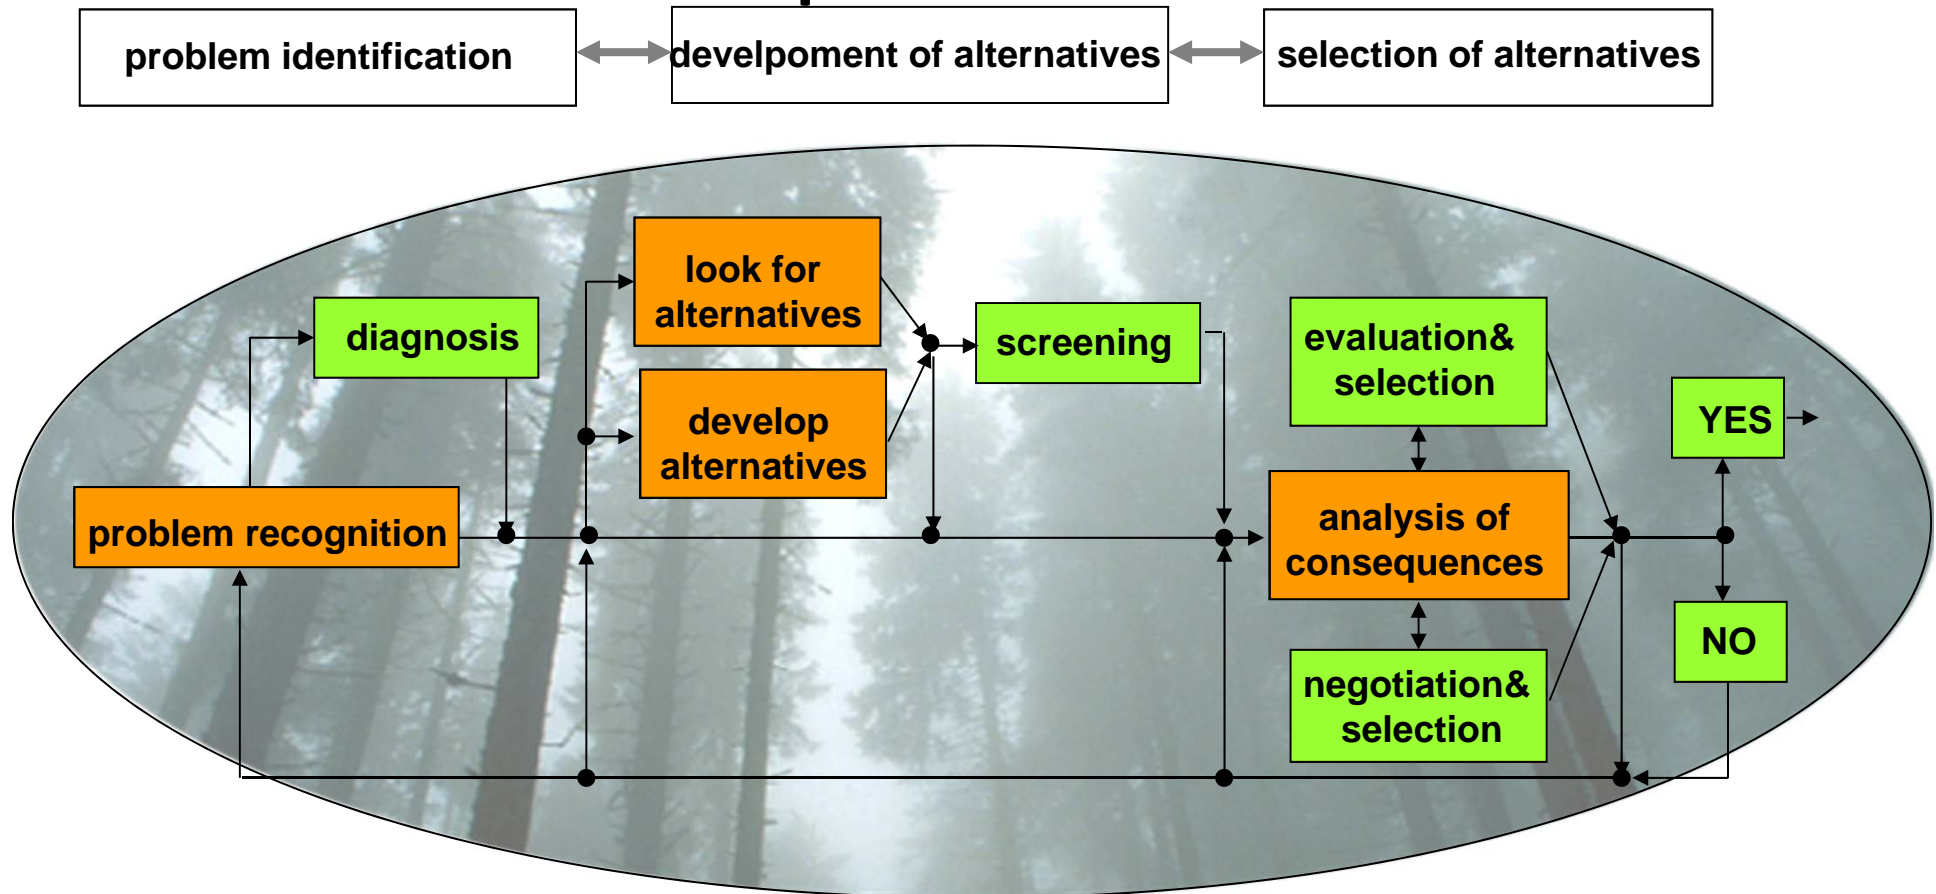 problem identification
develpoment of alternatives
selection of alternatives
look for
alternatives
diagnosis
screening
evaluation&
selection
develop
alternatives
YES
problem recognition
analysis of
consequences
NO
negotiation&
selection